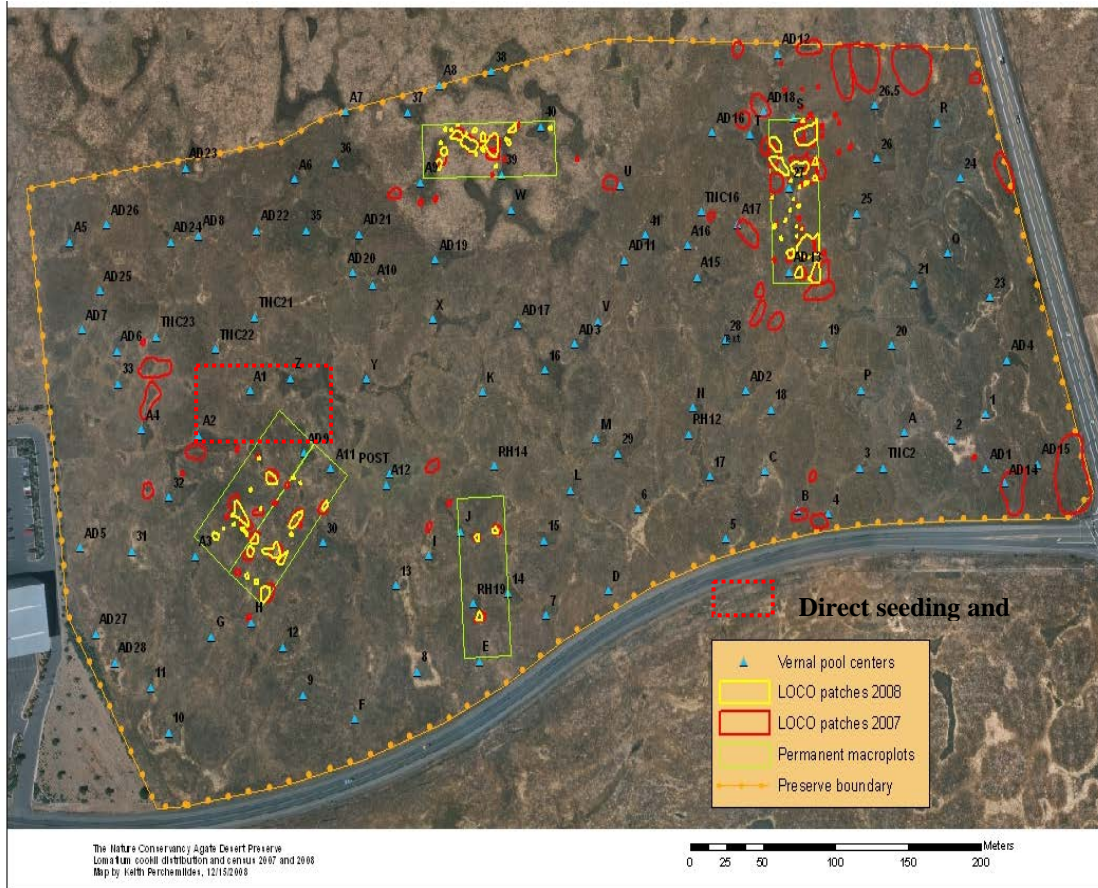 38
AD12
A8
A7
37
40
AD18
S
26.5
R
AD16
T
36
AD23
39
A9
26
24
A6
U
27
W
TNC16
25
A17
AD26
AD8
AD22
35
AD21
A5
AD24
41
A16
Q
AD19
AD11
AD13
AD20
A10
A15
21
AD25
23
TNC21
X
AD17
V
AD7
TNC23
AD3
28
Text
19
20
AD6
TNC22
AD4
16
33
A1
Z
Y
K
AD2
P
N
18
1
A4
A2
M
RH12
A
2
AD9
29
A11
POST
A12
RH14
17
C
3
TNC2
AD1
AD15
AD14
32
L
6
B
4
J
AD5
31
A3
30
I
15
5
13
RH19
14
D
H
7
AD27
G
12
E
AD28
8
11
9
F
10
Direct seeding and
Vernal pool centers
LOCO patches 2008
LOCO patches 2007
Permanent macroplots
Preserve boundary
The Nature Conservancy Agate Desert Preserve
Lomatium cookii distribution and census 2007 and 2008
Map by Keith Perchemlides, 12/15/2008
Meters
0 25 50 100 150 200